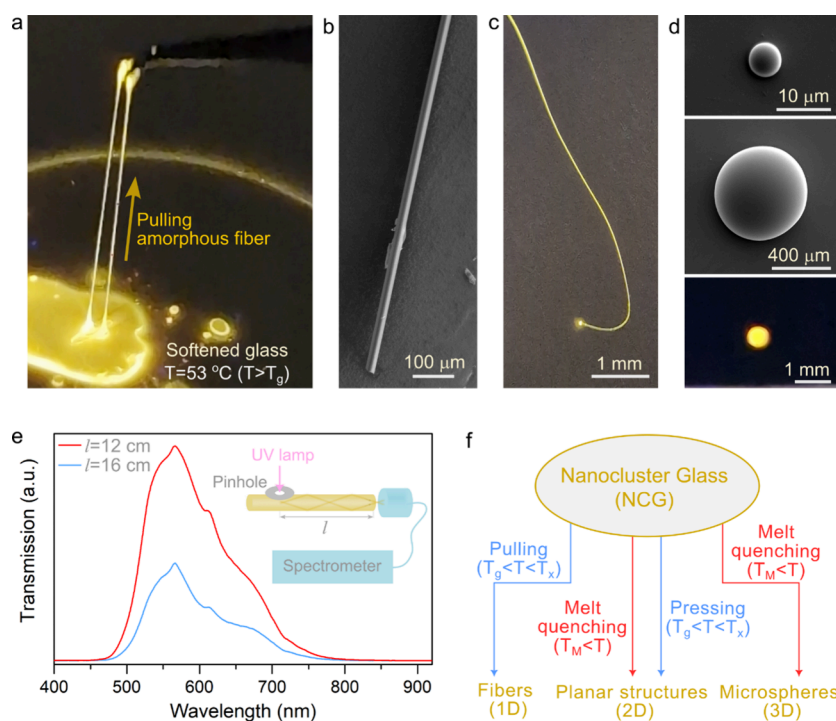 a
Pulling
amorphous fiber
Softened glass
T=53 °C (T>Tg)
b
100 μm
c
1 mm
d
10 μm
400 μm
1 mm
e
l=12 cm
l=16 cm
UV lamp
Pinhole
l
Spectrometer
Transmission (a.u.)
400 500 600 700 800 900
Wavelength (nm)
f
Nanocluster Glass
(NCG)
Pulling
(Tg<T<Tx)
Melt
quenching
(TM<T)
Pressing
(Tg<T<Tx)
Melt
quenching
(TM<T)
Fibers
(1D)
Planar structures
(2D)
Microspheres
(3D)